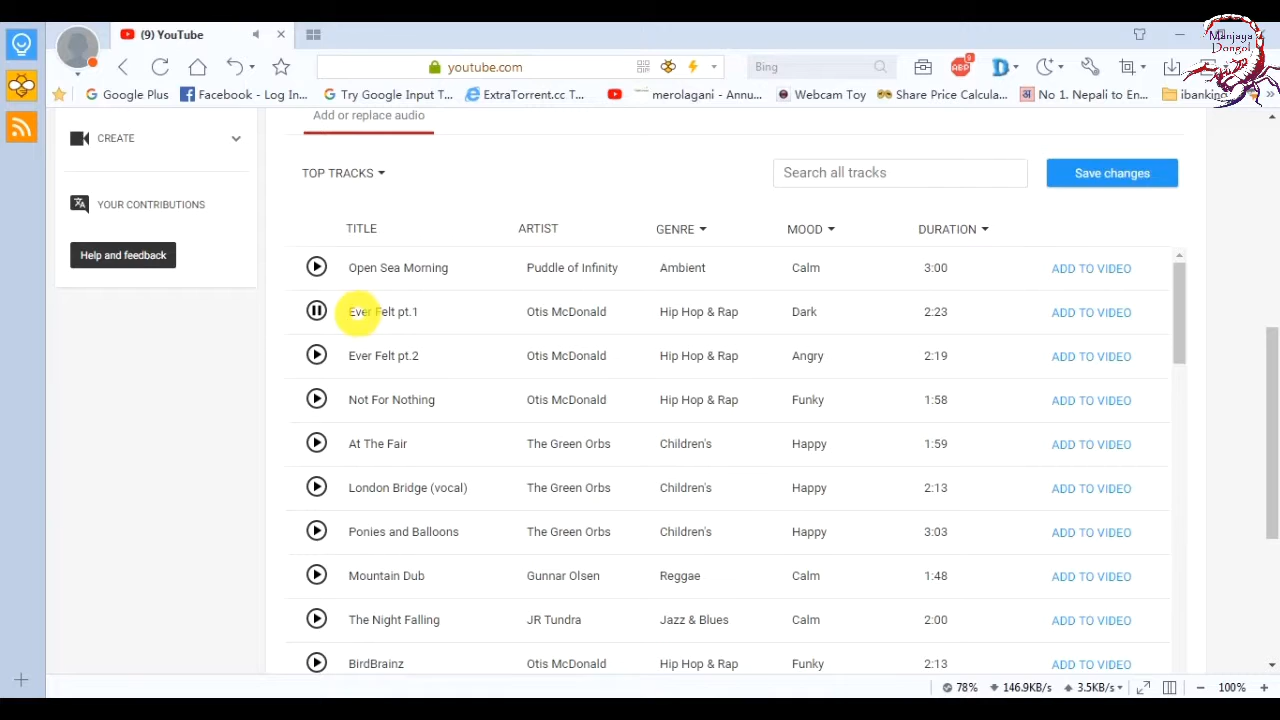 (9) YouTube
Manjaya
Dongol
youtube.com
Bing
ABP
9
D
Google Plus
Facebook - Log In...
Try Google Input T...
ExtraTorrent.cc T...
merolagani - Annu...
Webcam Toy
Share Price Calcula...
No 1. Nepali to En...
ibanking
Add or replace audio
CREATE
TOP TRACKS
Search all tracks
Save changes
YOUR CONTRIBUTIONS
Help and feedback
TITLE ARTIST GENRE MOOD DURATION
Open Sea Morning Puddle of Infinity Ambient Calm 3:00 ADD TO VIDEO
Ever Felt pt.1 Otis McDonald Hip Hop & Rap Dark 2:23 ADD TO VIDEO
Ever Felt pt.2 Otis McDonald Hip Hop & Rap Angry 2:19 ADD TO VIDEO
Not For Nothing Otis McDonald Hip Hop & Rap Funky 1:58 ADD TO VIDEO
At The Fair The Green Orbs Children's Happy 1:59 ADD TO VIDEO
London Bridge (vocal) The Green Orbs Children's Happy 2:13 ADD TO VIDEO
Ponies and Balloons The Green Orbs Children's Happy 3:03 ADD TO VIDEO
Mountain Dub Gunnar Olsen Reggae Calm 1:48 ADD TO VIDEO
The Night Falling JR Tundra Jazz & Blues Calm 2:00 ADD TO VIDEO
BirdBrainz Otis McDonald Hip Hop & Rap Funky 2:13 ADD TO VIDEO
78% 146.9KB/s 3.5KB/s 100%